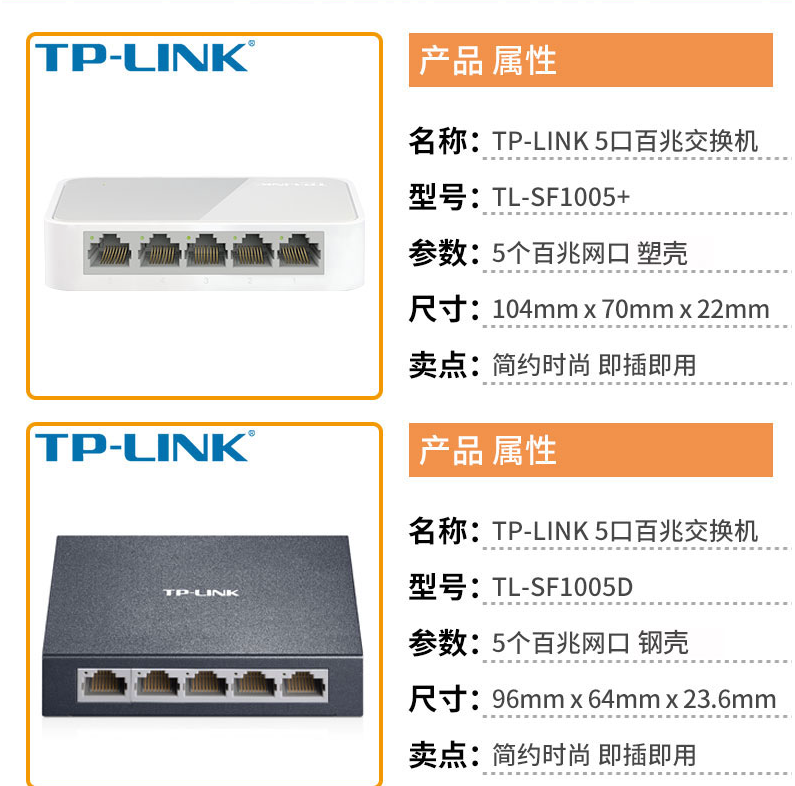 TP-LINK®
产品 属性
名称：TP-LINK 5口百兆交换机
型号：TL-SF1005+
参数：5个百兆网口 塑壳
尺寸：104mm x 70mm x 22mm
卖点：简约时尚 即插即用
TP-LINK®
产品 属性
TP-LINK
名称：TP-LINK 5口百兆交换机
型号：TL-SF1005D
参数：5个百兆网口 钢壳
尺寸：96mm x 64mm x 23.6mm
卖点：简约时尚 即插即用